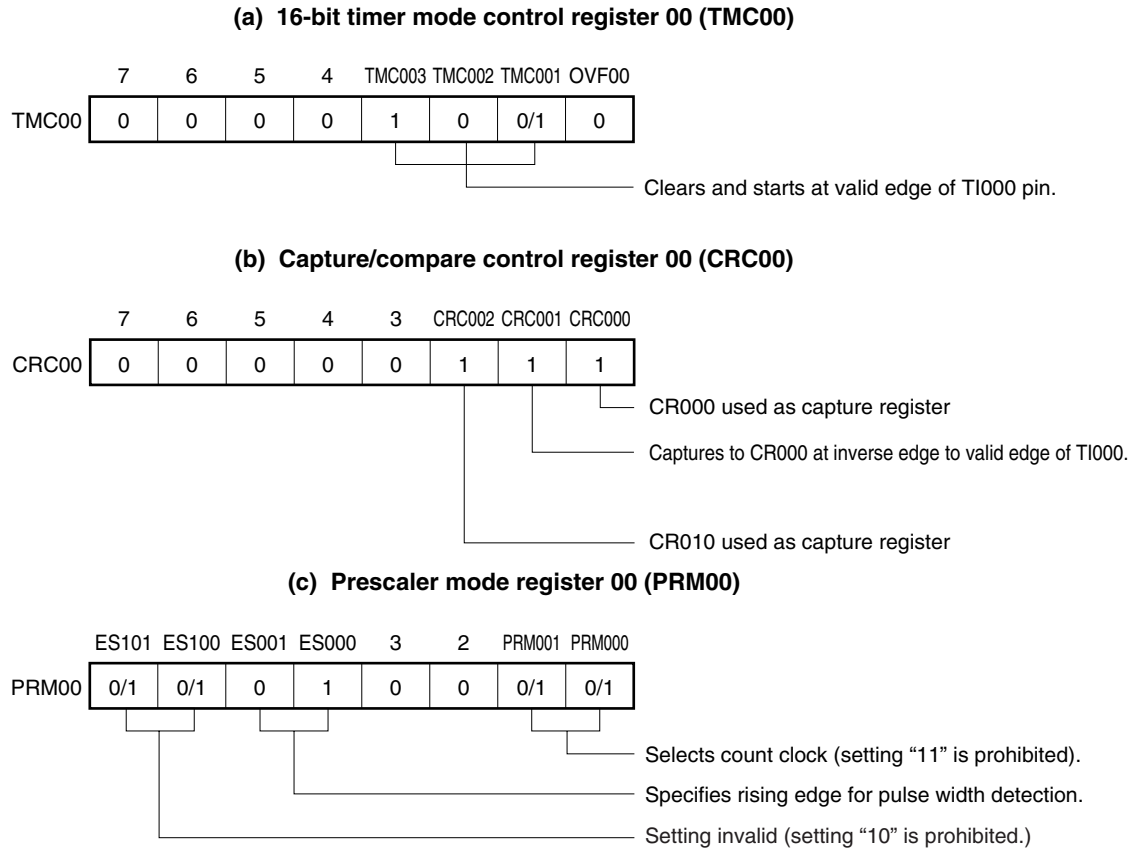 (a) 16-bit timer mode control register 00 (TMC00)
7 6 5 4 TMC003 TMC002 TMC001 OVF00
TMC00 0 0 0 0 1 0 0/1 0
Clears and starts at valid edge of TI000 pin.
(b) Capture/compare control register 00 (CRC00)
7 6 5 4 3 CRC002 CRC001 CRC000
CRC00 0 0 0 0 0 1 1 1
CR000 used as capture register
Captures to CR000 at inverse edge to valid edge of TI000.
CR010 used as capture register
(c) Prescaler mode register 00 (PRM00)
ES101 ES100 ES001 ES000 3 2 PRM001 PRM000
PRM00 0/1 0/1 0 1 0 0 0/1 0/1
Selects count clock (setting “11” is prohibited).
Specifies rising edge for pulse width detection.
Setting invalid (setting “10” is prohibited.)